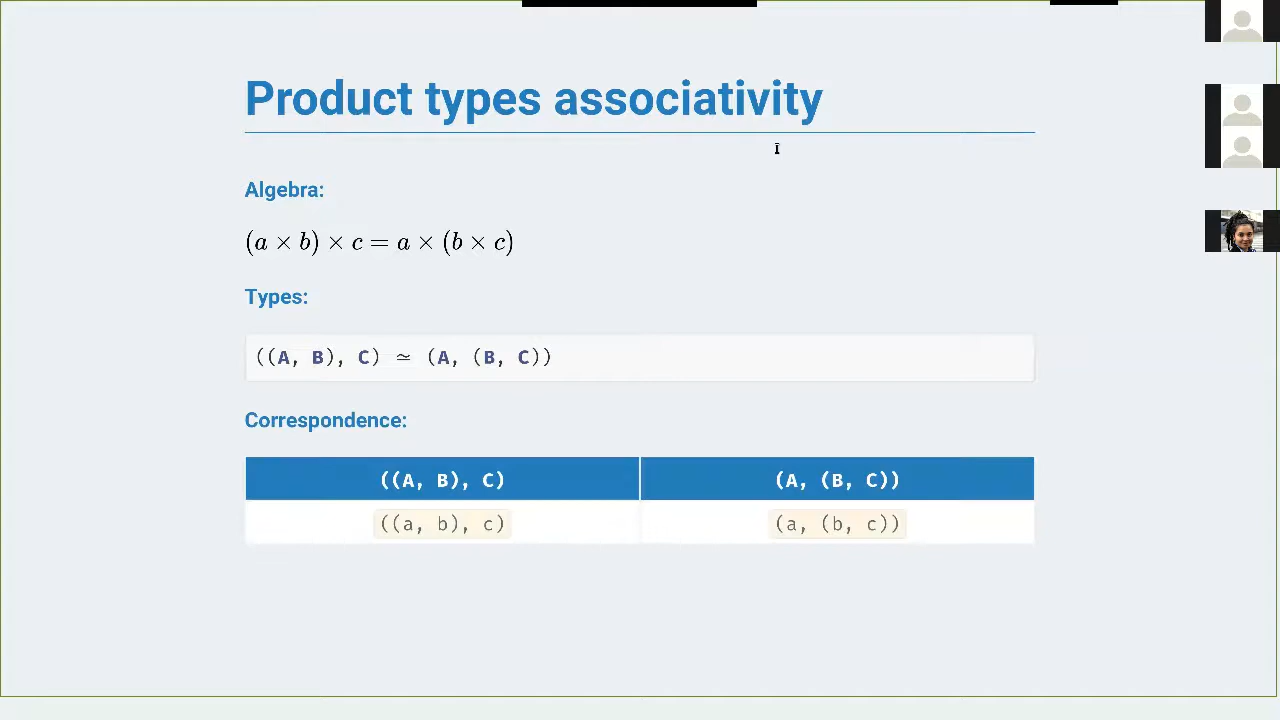 Product types associativity
Algebra:
(a × b) × c = a × (b × c)
Types:
((A, B), C) ≃ (A, (B, C))
Correspondence:
((A, B), C) (A, (B, C))
((a, b), c) (a, (b, c))